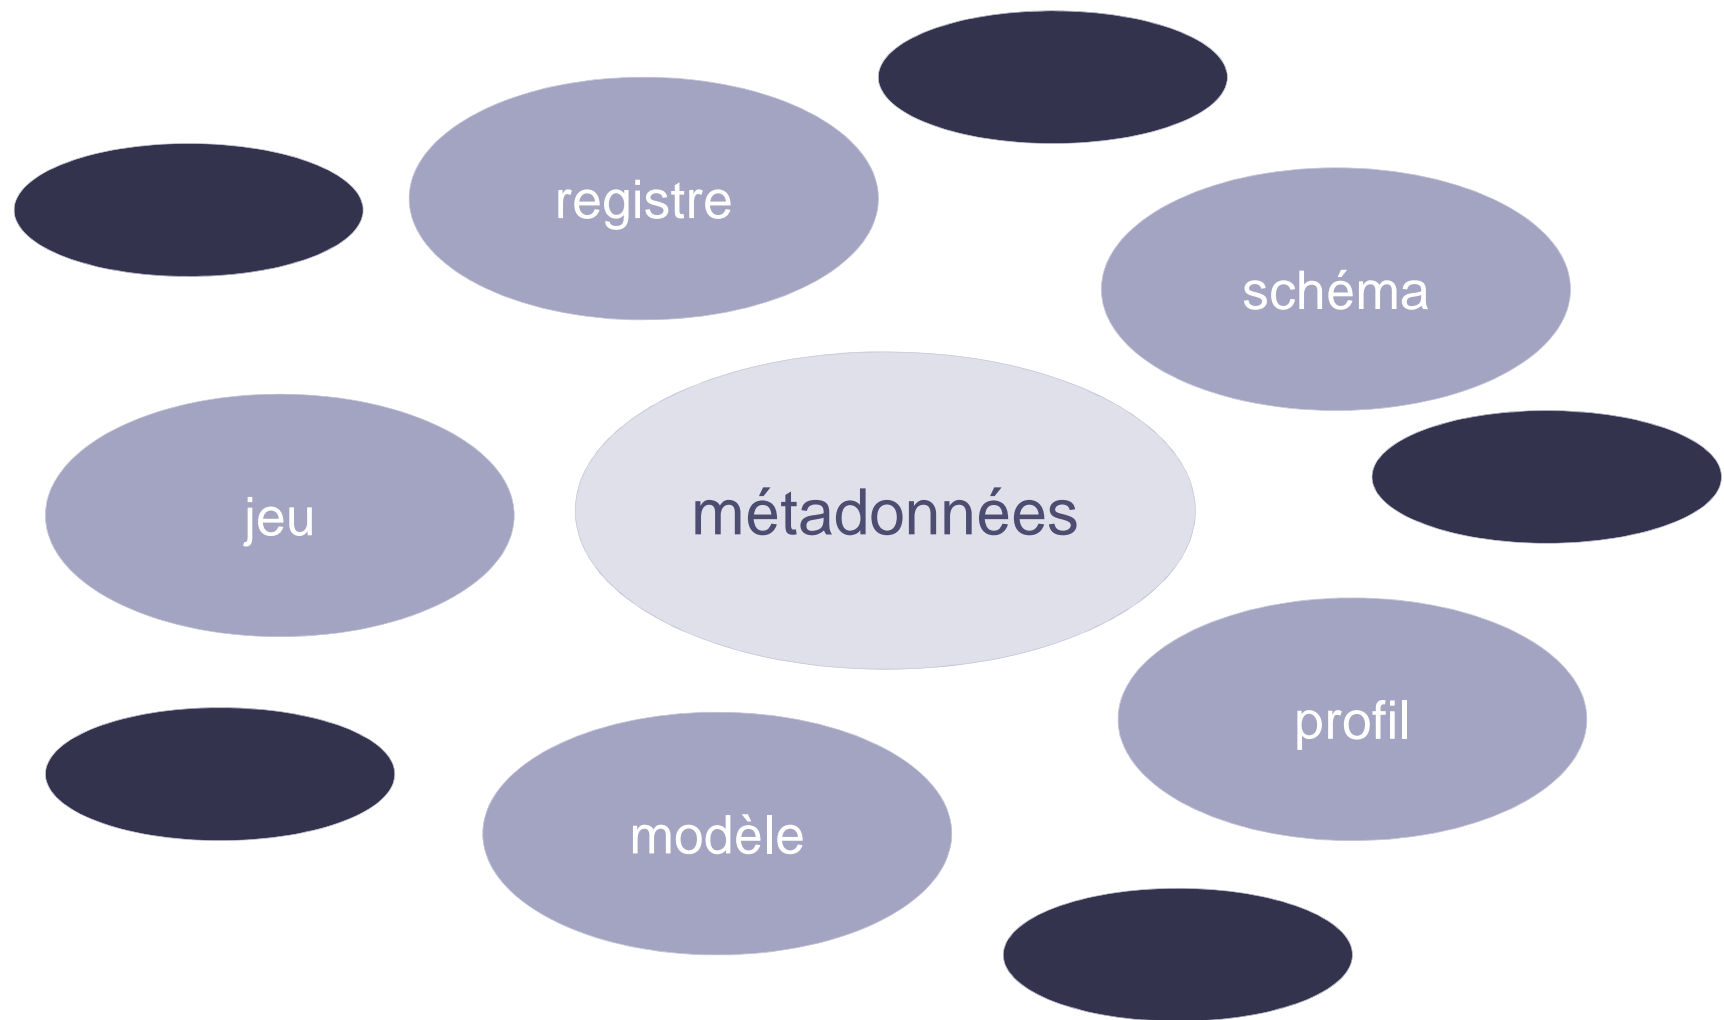 registre
schéma
jeu
métadonnées
profil
modèle